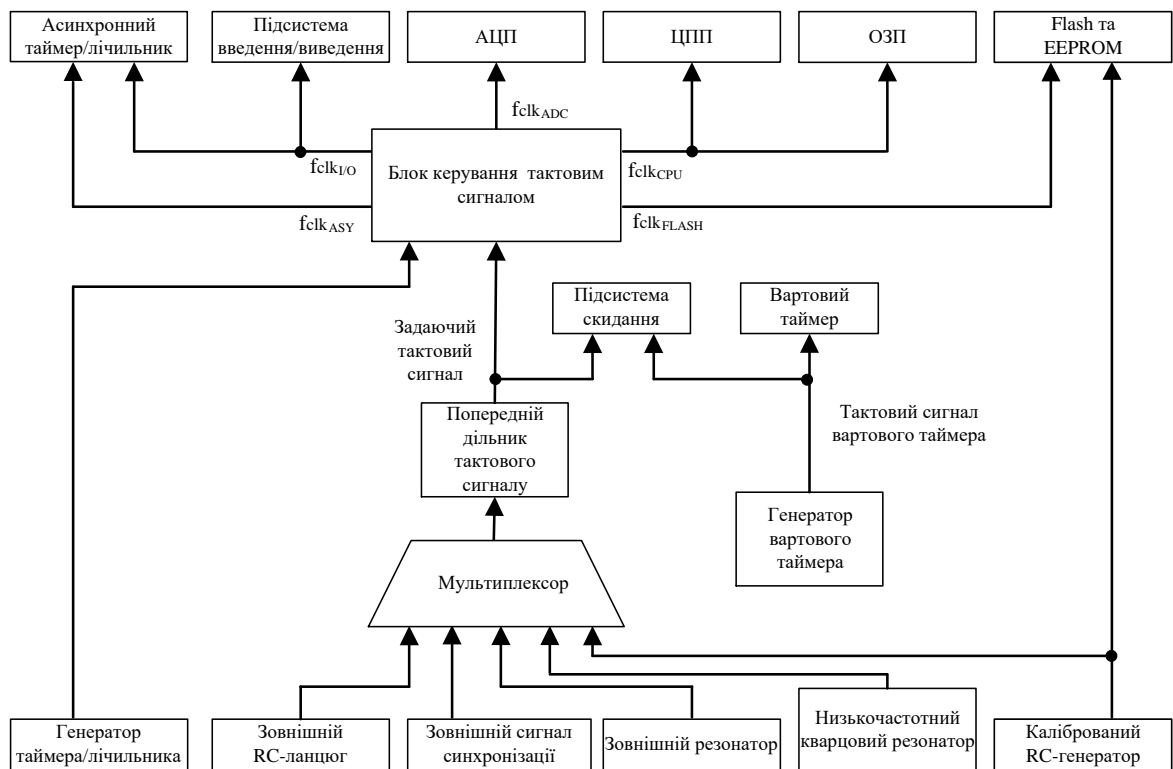 Асинхронний
таймер/лічильник
Підсистема
введення/виведення
АЦП
ЦПП
ОЗП
Flash та
EEPROM
fclkADC
fclkI/O
Блок керування тактовим
сигналом
fclkCPU
fclkASY
fclkFLASH
Підсистема
скидання
Вартовий
таймер
Задаючий
тактовий
сигнал
Попередній
дільник
тактового
сигналу
Тактовий сигнал
вартового таймера
Генератор
вартового
таймера
Мультиплексор
Генератор
таймера/лічильника
Зовнішній
RC-ланцюг
Зовнішній сигнал
синхронізації
Зовнішній резонатор
Низькочастотний
кварцовий резонатор
Калібрований
RC-генератор